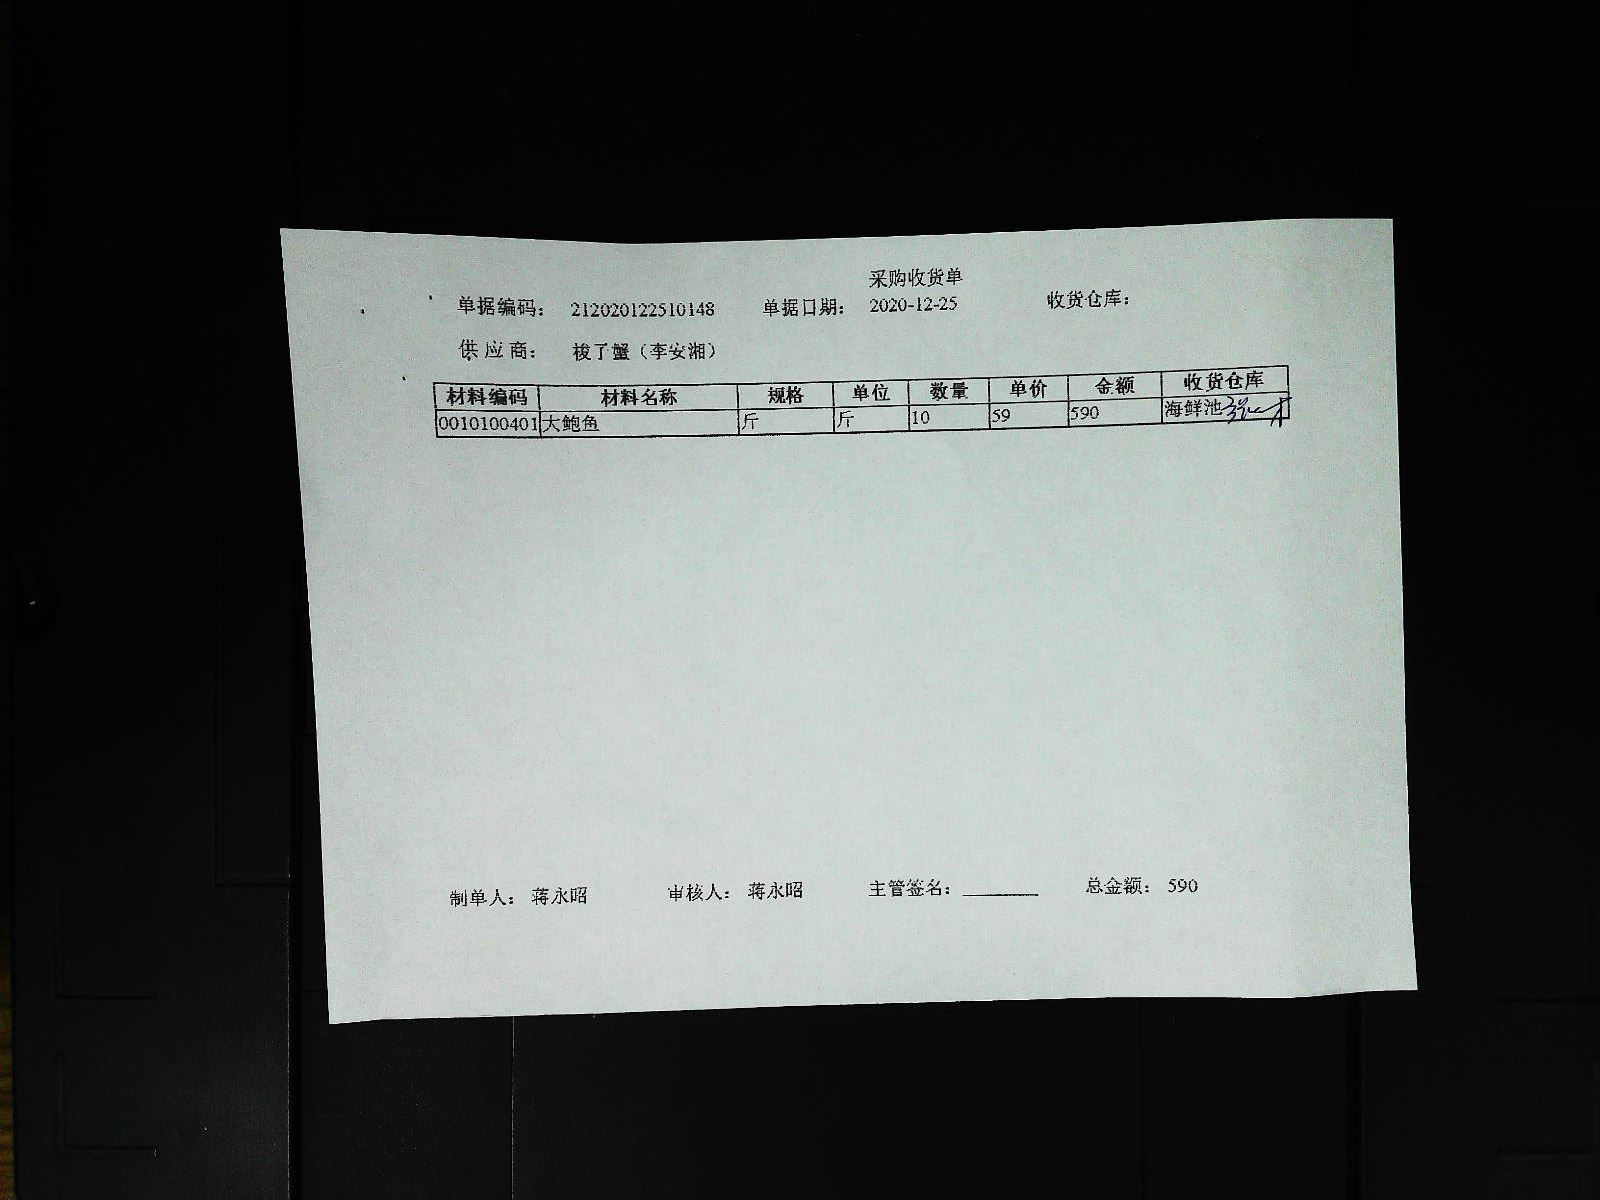 采购收货单
单据编码： 212020122510148 单据日期： 2020-12-25 收货仓库：
供 应 商： 梭了蟹（李安湘）
材料编码 材料名称 规格 单位 数量 单价 金额 收货仓库
0010100401 大鲍鱼 斤 斤 10 59 590 海鲜池
制单人： 蒋永昭 审核人： 蒋永昭 主管签名： 总金额： 590